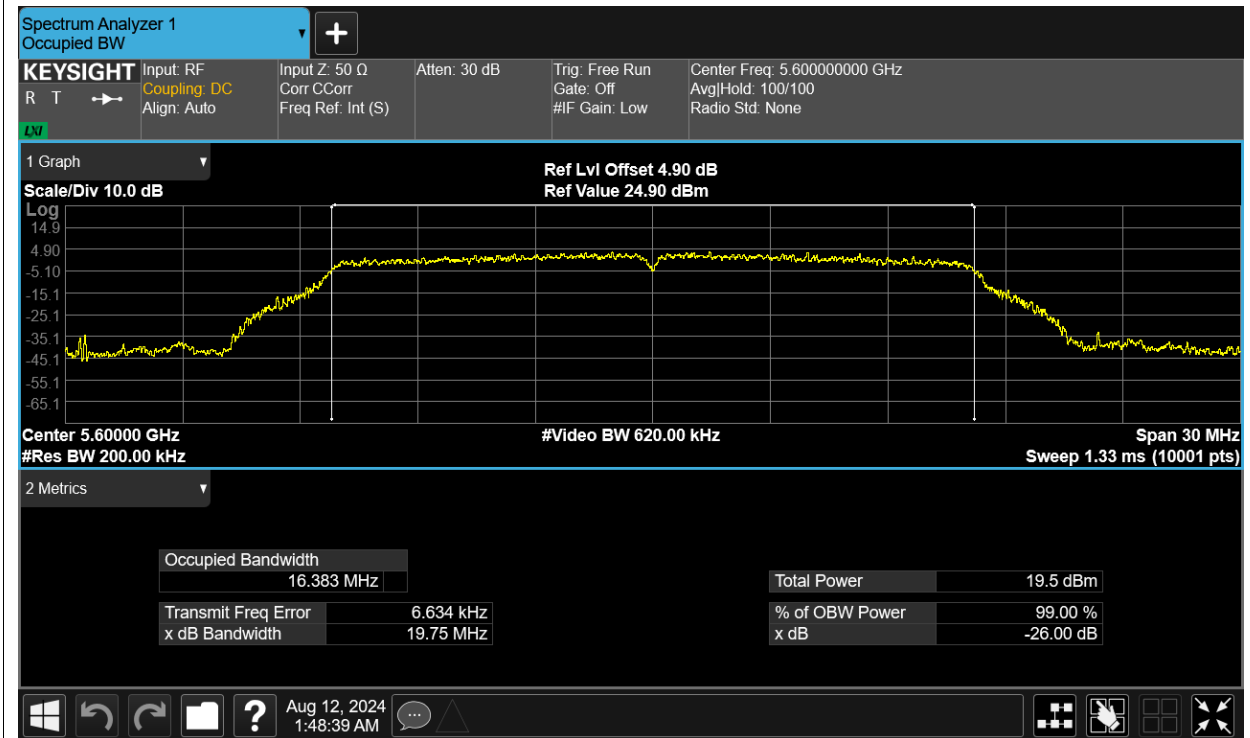 Spectrum Analyzer 1
Occupied BW
KEYSIGHT
R T
LXI
Input: RF
Coupling: DC
Align: Auto
Input Z: 50 Ω
Corr CCorr
Freq Ref: Int (S)
Atten: 30 dB
Trig: Free Run
Gate: Off
#IF Gain: Low
Center Freq: 5.600000000 GHz
Avg|Hold: 100/100
Radio Std: None
1 Graph
Scale/Div 10.0 dB
Ref Lvl Offset 4.90 dB
Ref Value 24.90 dBm
Log
14.9
4.90
-5.10
-15.1
-25.1
-35.1
-45.1
-55.1
-65.1
Center 5.60000 GHz
#Res BW 200.00 kHz
#Video BW 620.00 kHz
Span 30 MHz
Sweep 1.33 ms (10001 pts)
2 Metrics
Occupied Bandwidth
16.383 MHz
Transmit Freq Error 6.634 kHz
x dB Bandwidth 19.75 MHz
Total Power 19.5 dBm
% of OBW Power 99.00 %
x dB -26.00 dB
?
Aug 12, 2024
1:48:39 AM